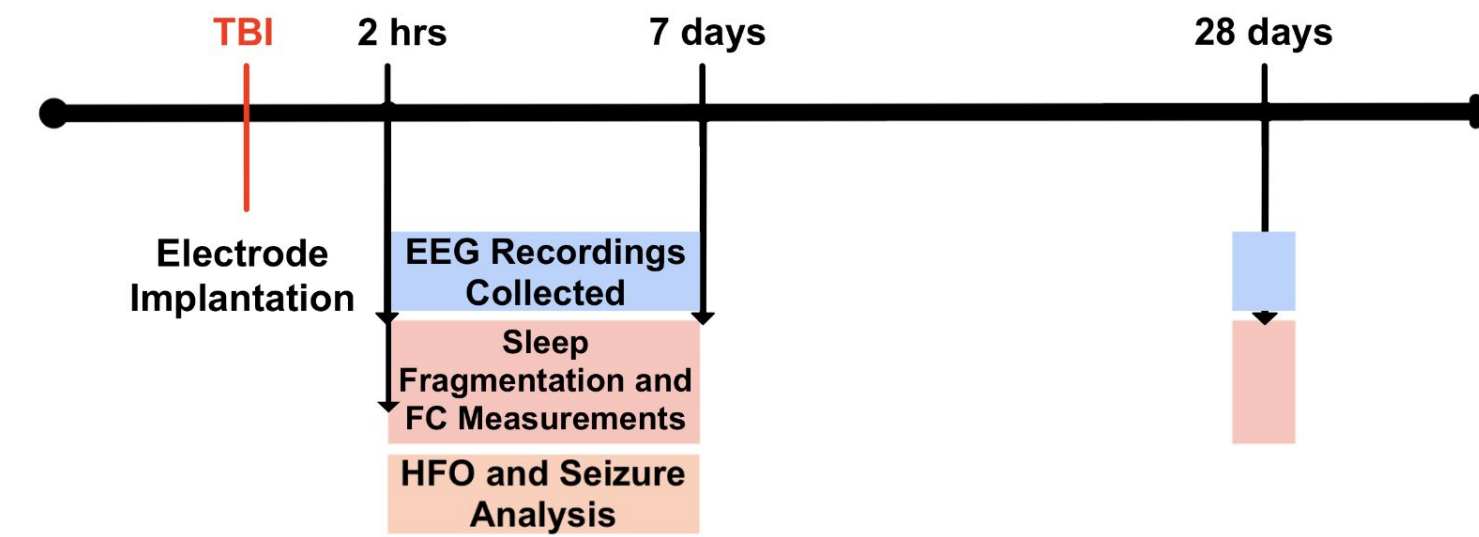 TBI
2 hrs
7 days
28 days
Electrode
Implantation
EEG Recordings
Collected
Sleep
Fragmentation and
FC Measurements
HFO and Seizure
Analysis